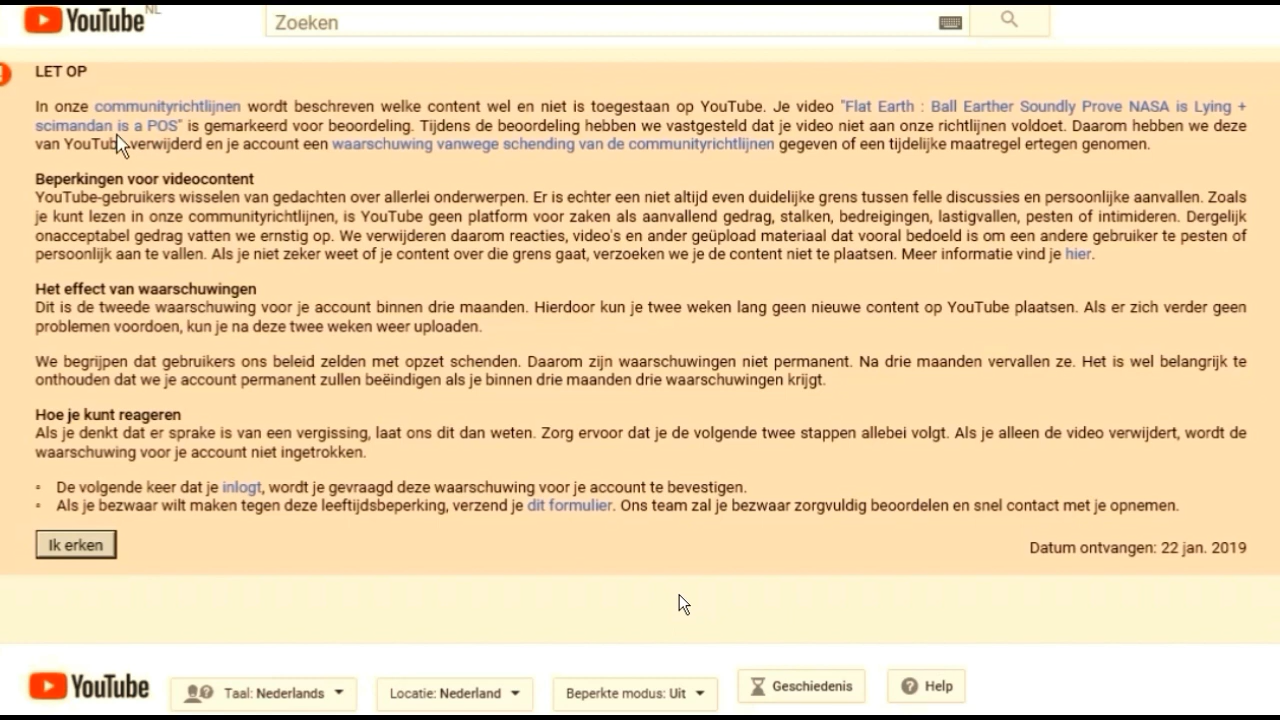 YouTube NL
Zoeken
LET OP
In onze communityrichtlijnen wordt beschreven welke content wel en niet is toegestaan op YouTube. Je video "Flat Earth : Ball Earther Soundly Prove NASA is Lying +
scimandan is a POS" is gemarkeerd voor beoordeling. Tijdens de beoordeling hebben we vastgesteld dat je video niet aan onze richtlijnen voldoet. Daarom hebben we deze
van YouTube verwijderd en je account een waarschuwing vanwege schending van de communityrichtlijnen gegeven of een tijdelijke maatregel ertegen genomen.
Beperkingen voor videocontent
YouTube-gebruikers wisselen van gedachten over allerlei onderwerpen. Er is echter een niet altijd even duidelijke grens tussen felle discussies en persoonlijke aanvallen. Zoals
je kunt lezen in onze communityrichtlijnen, is YouTube geen platform voor zaken als aanvallend gedrag, stalken, bedreigingen, lastigvallen, pesten of intimideren. Dergelijk
onacceptabel gedrag vatten we ernstig op. We verwijderen daarom reacties, video's en ander geüpload materiaal dat vooral bedoeld is om een andere gebruiker te pesten of
persoonlijk aan te vallen. Als je niet zeker weet of je content over die grens gaat, verzoeken we je de content niet te plaatsen. Meer informatie vind je hier.
Het effect van waarschuwingen
Dit is de tweede waarschuwing voor je account binnen drie maanden. Hierdoor kun je twee weken lang geen nieuwe content op YouTube plaatsen. Als er zich verder geen
problemen voordoen, kun je na deze twee weken weer uploaden.
We begrijpen dat gebruikers ons beleid zelden met opzet schenden. Daarom zijn waarschuwingen niet permanent. Na drie maanden vervallen ze. Het is wel belangrijk te
onthouden dat we je account permanent zullen beëindigen als je binnen drie maanden drie waarschuwingen krijgt.
Hoe je kunt reageren
Als je denkt dat er sprake is van een vergissing, laat ons dit dan weten. Zorg ervoor dat je de volgende twee stappen allebei volgt. Als je alleen de video verwijdert, wordt de
waarschuwing voor je account niet ingetrokken.
De volgende keer dat je inlogt, wordt je gevraagd deze waarschuwing voor je account te bevestigen.
Als je bezwaar wilt maken tegen deze leeftijdsbeperking, verzend je dit formulier. Ons team zal je bezwaar zorgvuldig beoordelen en snel contact met je opnemen.
Ik erken
Datum ontvangen: 22 jan. 2019
YouTube Taal: Nederlands Locatie: Nederland Beperkte modus: Uit Geschiedenis Help